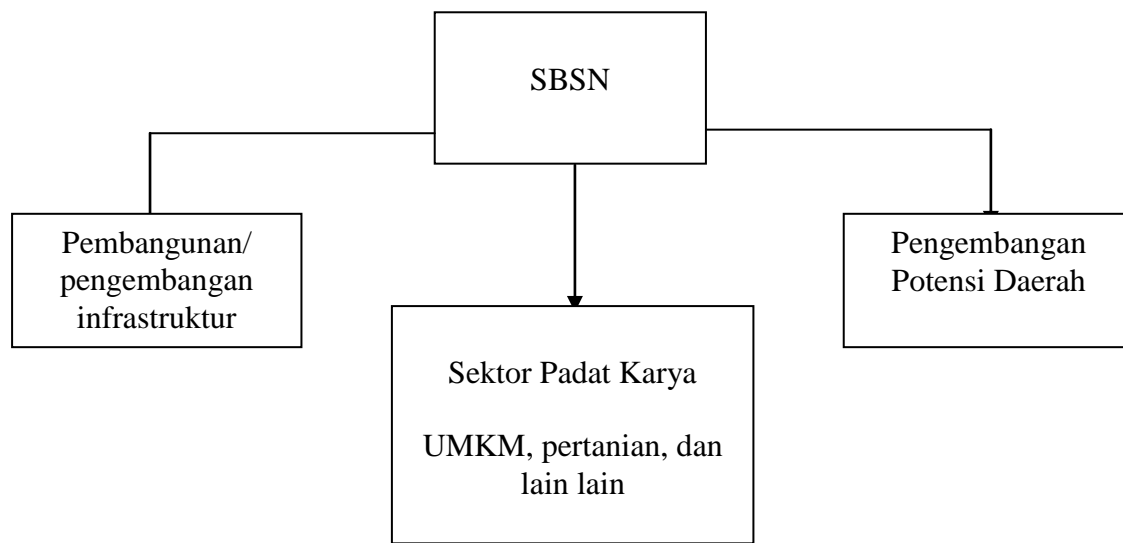 SBSN
Pembangunan/
pengembangan
infrastruktur
Sektor Padat Karya
UMKM, pertanian, dan
lain lain
Pengembangan
Potensi Daerah